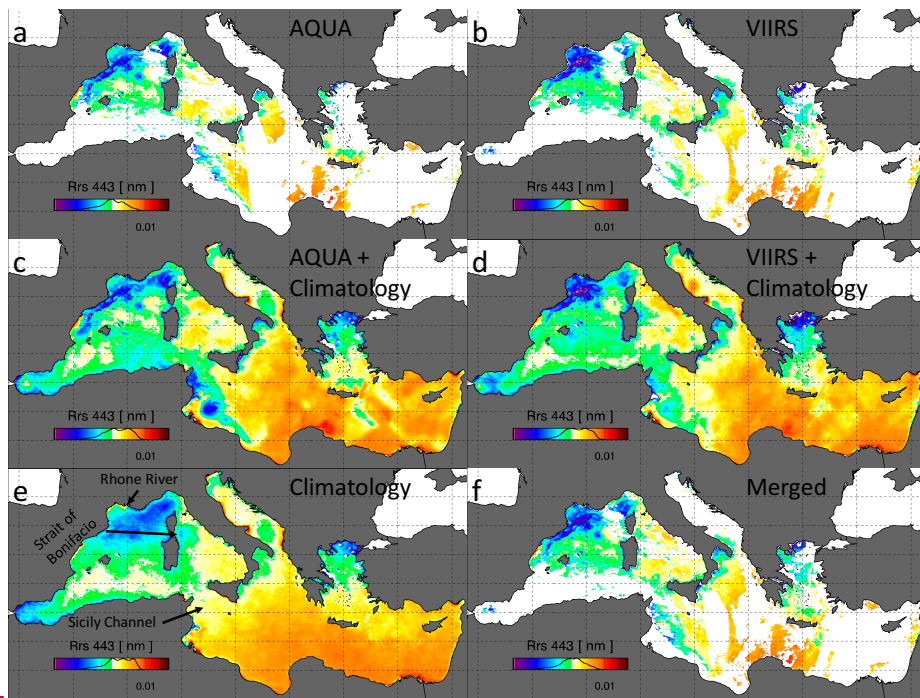 a
AQUA
Rrs 443 [ nm ]
0.01
b
VIIRS
Rrs 443 [ nm ]
0.01
c
AQUA +
Climatology
Rrs 443 [ nm ]
0.01
d
VIIRS +
Climatology
Rrs 443 [ nm ]
0.01
e
Rhone River
Climatology
Strait of
Bonifacio
Sicily Channel
Rrs 443 [ nm ]
0.01
f
Merged
Rrs 443 [ nm ]
0.01